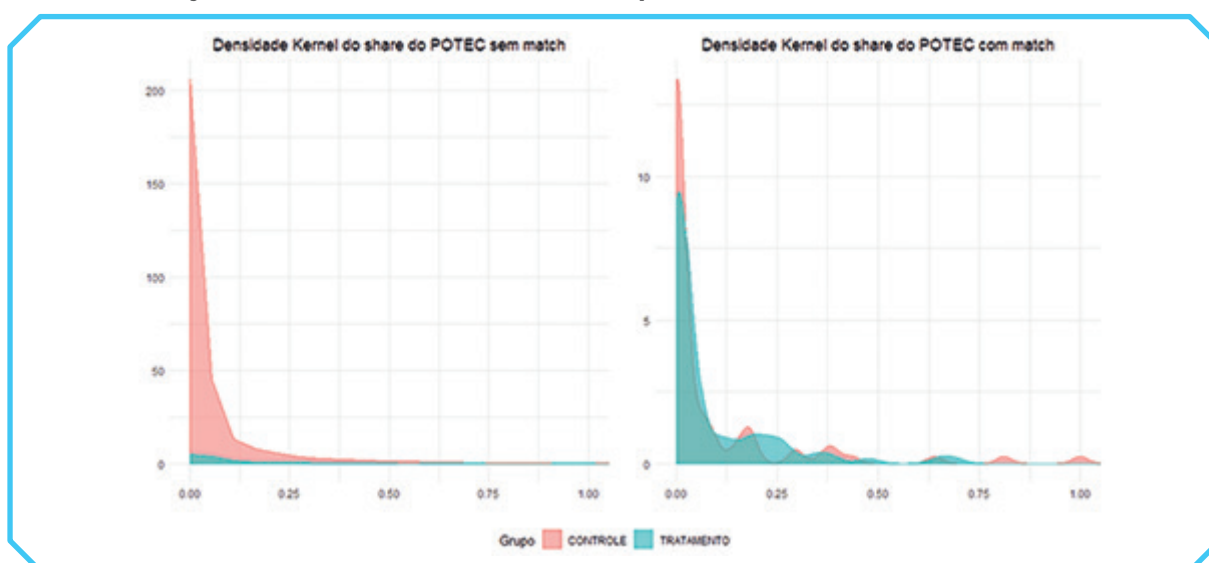 Densidade Kernel do share do POTEC sem match
200
150
100
50
0
0.00 0.25 0.50 0.75 1.00
Densidade Kernel do share do POTEC com match
10
5
0
0.00 0.25 0.50 0.75 1.00
Grupo CONTROLE TRATAMENTO